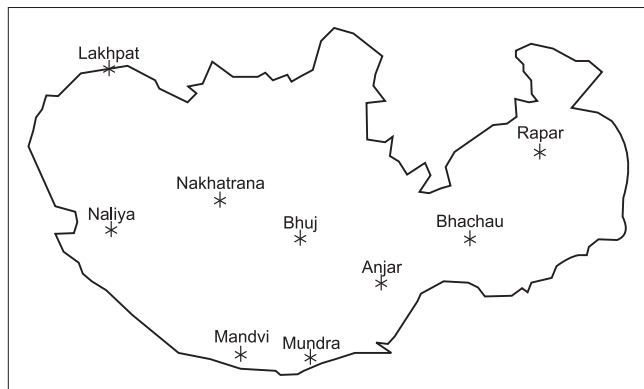 Lakhpat
Rapar
Nakhatrana
Naliya
Bhuj
Bhachau
Anjar
Mandvi
Mundra